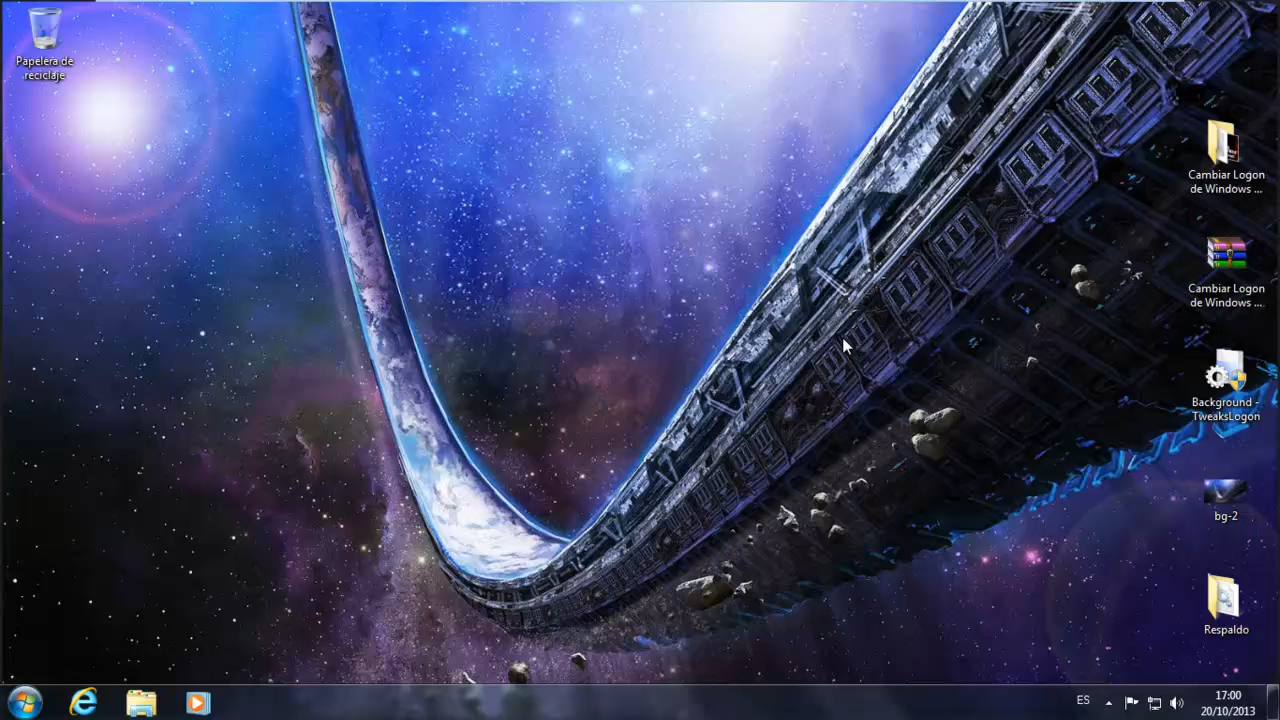 Papelera de
reciclaje
Cambiar Logon
de Windows ...
Cambiar Logon
de Windows ...
Background -
TweaksLogon
bg-2
Respaldo
ES
17:00
20/10/2013